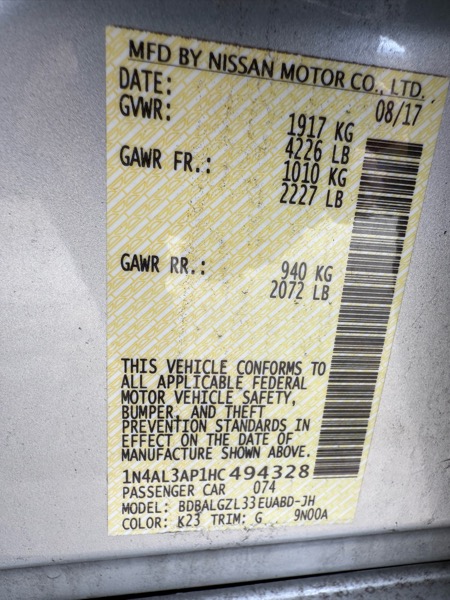 MFD BY NISSAN MOTOR CO., LTD.
DATE: 08/17
GVWR: 1917 KG
4226 LB
GAWR FR.: 1010 KG
2227 LB
GAWR RR.: 940 KG
2072 LB
THIS VEHICLE CONFORMS TO
ALL APPLICABLE FEDERAL
MOTOR VEHICLE SAFETY,
BUMPER, AND THEFT
PREVENTION STANDARDS IN
EFFECT ON THE DATE OF
MANUFACTURE SHOWN ABOVE.
1N4AL3AP1HC494328
PASSENGER CAR 074
MODEL: BDBALGZL33EUABD-JH
COLOR: K23 TRIM: G 9N00A